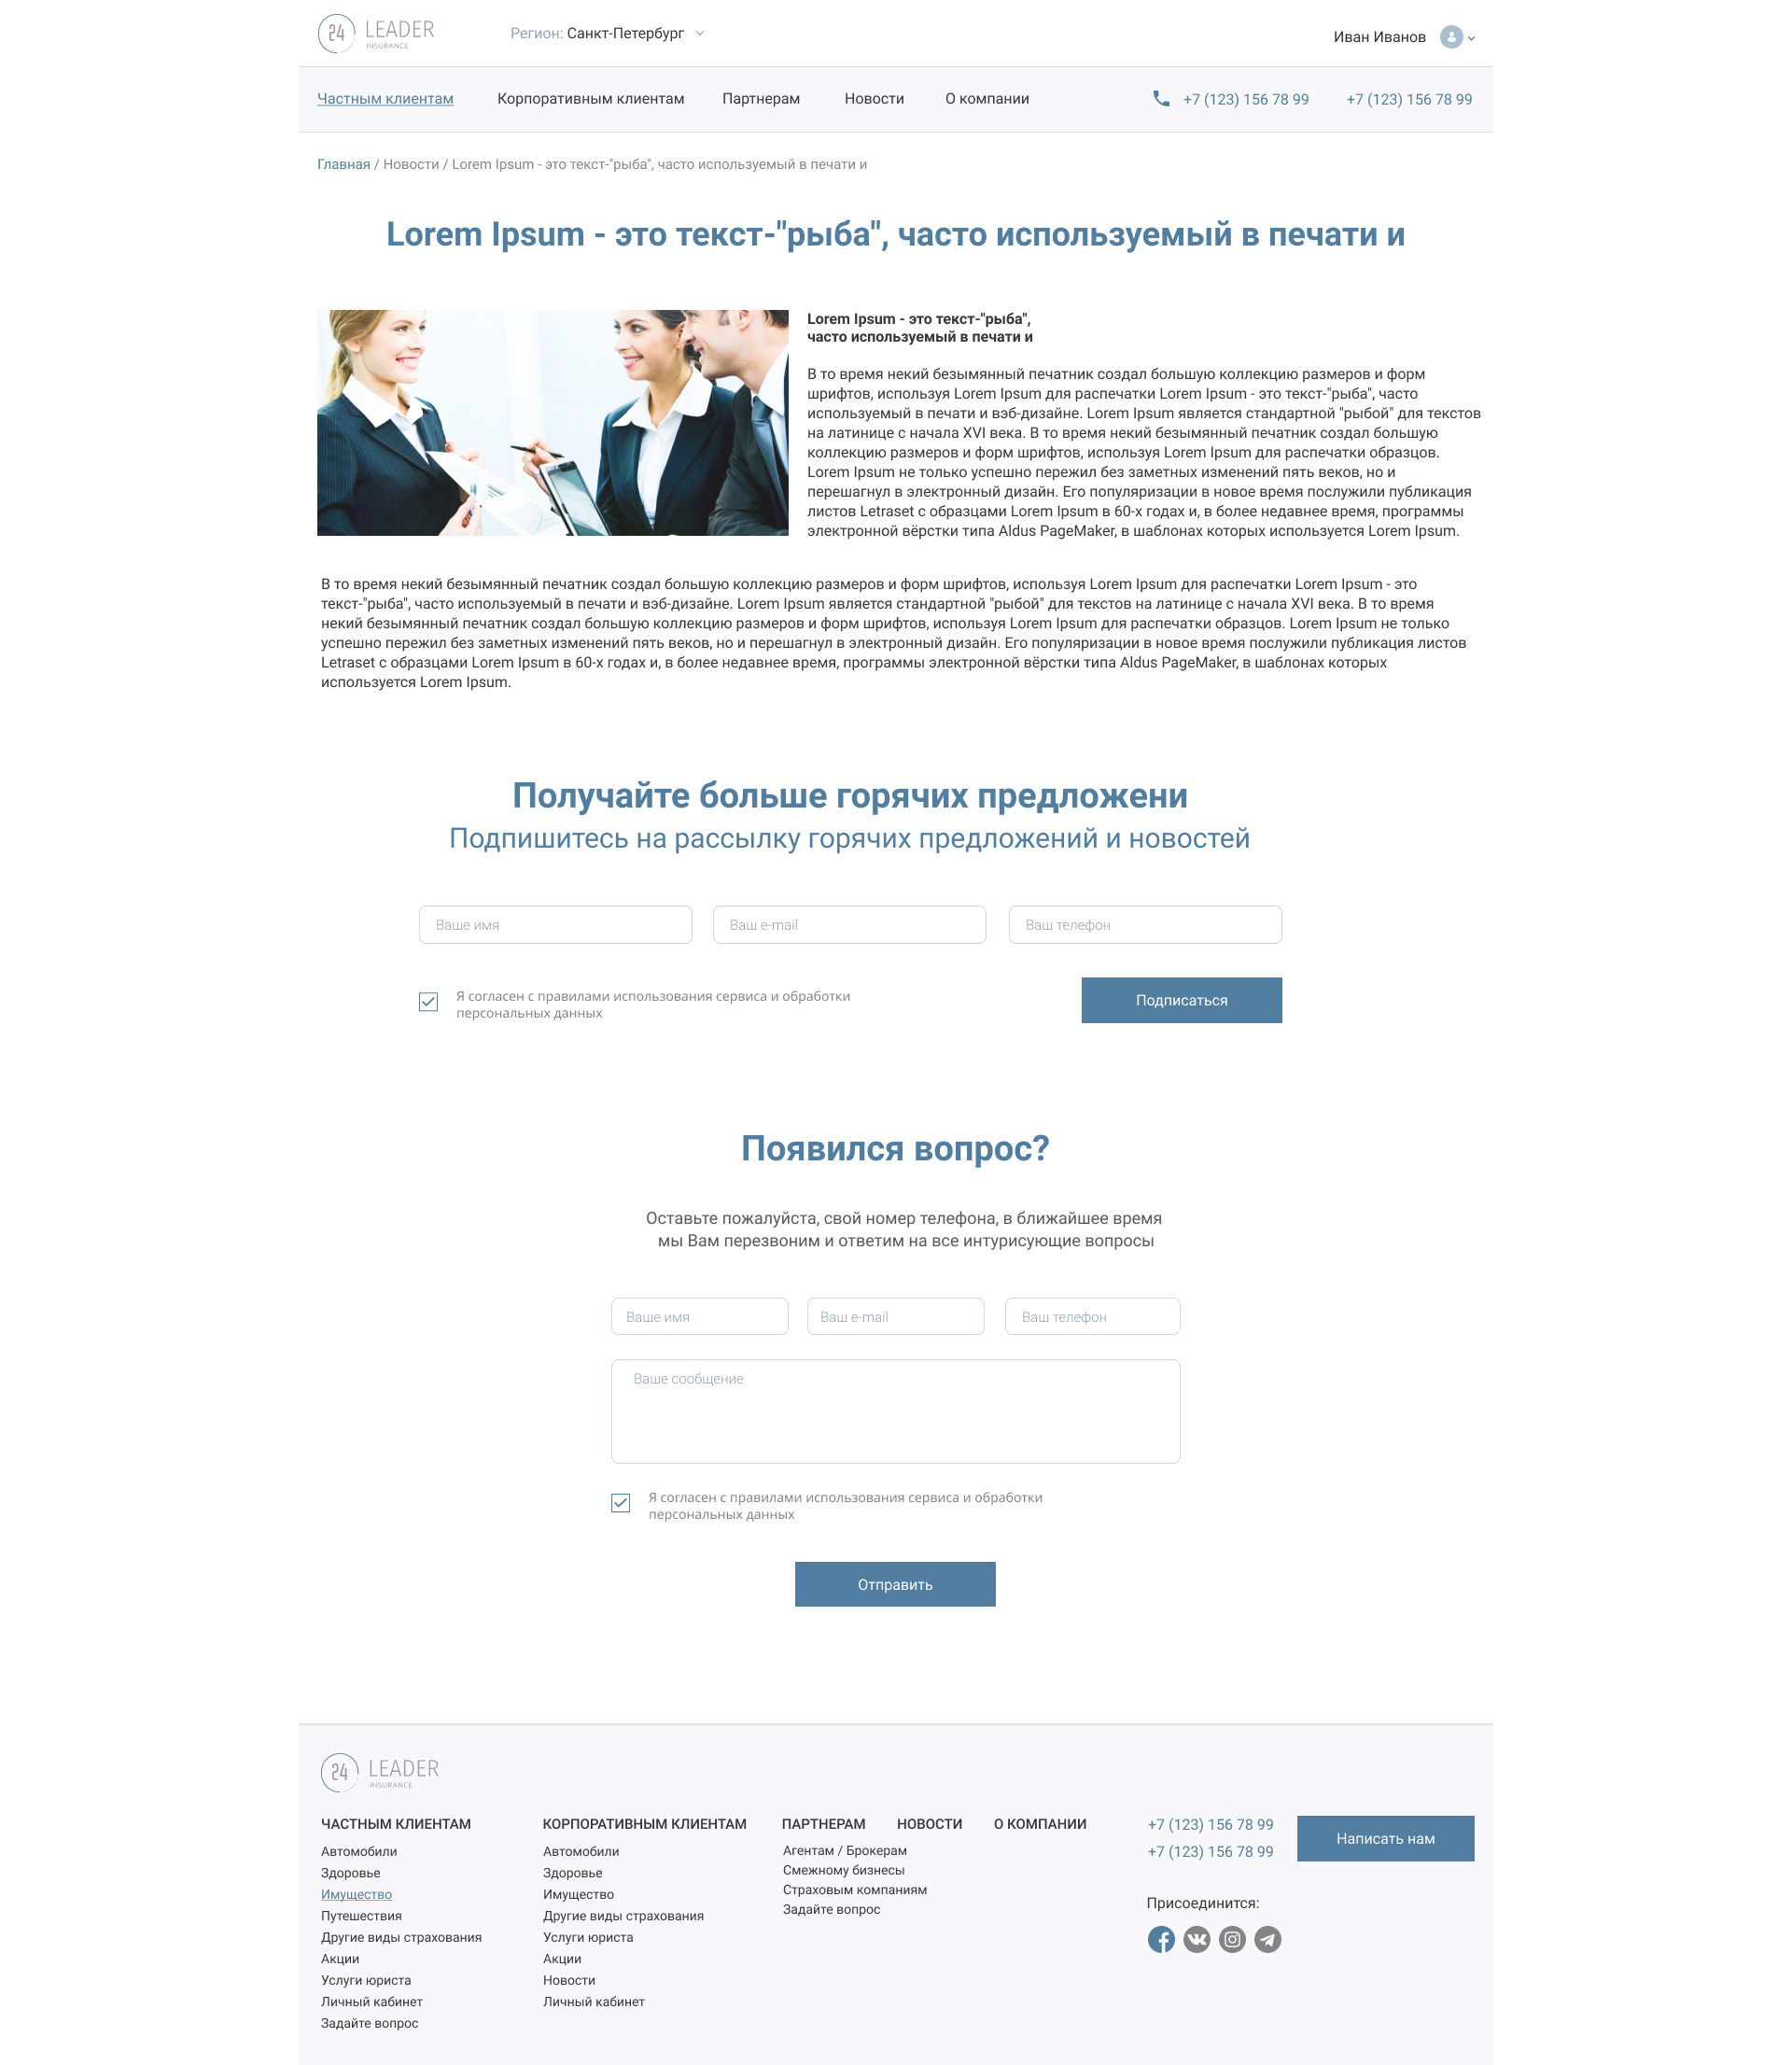 24 LEADER
INSURANCE
Регион: Санкт-Петербург
Иван Иванов
Частным клиентам
Корпоративным клиентам
Партнерам
Новости
О компании
+7 (123) 156 78 99
+7 (123) 156 78 99
Главная / Новости / Lorem Ipsum - это текст-"рыба", часто используемый в печати и
Lorem Ipsum - это текст-"рыба", часто используемый в печати и
Lorem Ipsum - это текст-"рыба",
часто используемый в печати и
В то время некий безымянный печатник создал большую коллекцию размеров и форм
шрифтов, используя Lorem Ipsum для распечатки Lorem Ipsum - это текст-"рыба", часто
используемый в печати и вэб-дизайне. Lorem Ipsum является стандартной "рыбой" для текстов
на латинице с начала XVI века. В то время некий безымянный печатник создал большую
коллекцию размеров и форм шрифтов, используя Lorem Ipsum для распечатки образцов.
Lorem Ipsum не только успешно пережил без заметных изменений пять веков, но и
перешагнул в электронный дизайн. Его популяризации в новое время послужили публикация
листов Letraset с образцами Lorem Ipsum в 60-х годах и, в более недавнее время, программы
электронной вёрстки типа Aldus PageMaker, в шаблонах которых используется Lorem Ipsum.
В то время некий безымянный печатник создал большую коллекцию размеров и форм шрифтов, используя Lorem Ipsum для распечатки Lorem Ipsum - это
текст-"рыба", часто используемый в печати и вэб-дизайне. Lorem Ipsum является стандартной "рыбой" для текстов на латинице с начала XVI века. В то время
некий безымянный печатник создал большую коллекцию размеров и форм шрифтов, используя Lorem Ipsum для распечатки образцов. Lorem Ipsum не только
успешно пережил без заметных изменений пять веков, но и перешагнул в электронный дизайн. Его популяризации в новое время послужили публикация листов
Letraset с образцами Lorem Ipsum в 60-х годах и, в более недавнее время, программы электронной вёрстки типа Aldus PageMaker, в шаблонах которых
используется Lorem Ipsum.
Получайте больше горячих предложени
Подпишитесь на рассылку горячих предложений и новостей
Ваше имя
Ваш e-mail
Ваш телефон
Я согласен с правилами использования сервиса и обработки
персональных данных
Подписаться
Появился вопрос?
Оставьте пожалуйста, свой номер телефона, в ближайшее время
мы Вам перезвоним и ответим на все интурисующие вопросы
Ваше имя
Ваш e-mail
Ваш телефон
Ваше сообщение
Я согласен с правилами использования сервиса и обработки
персональных данных
Отправить
24 LEADER
INSURANCE
ЧАСТНЫМ КЛИЕНТАМ
Автомобили
Здоровье
Имущество
Путешествия
Другие виды страхования
Акции
Услуги юриста
Личный кабинет
Задайте вопрос
КОРПОРАТИВНЫМ КЛИЕНТАМ
Автомобили
Здоровье
Имущество
Другие виды страхования
Услуги юриста
Акции
Новости
Личный кабинет
ПАРТНЕРАМ
Агентам / Брокерам
Смежному бизнесы
Страховым компаниям
Задайте вопрос
НОВОСТИ
О КОМПАНИИ
+7 (123) 156 78 99
+7 (123) 156 78 99
Написать нам
Присоединится: